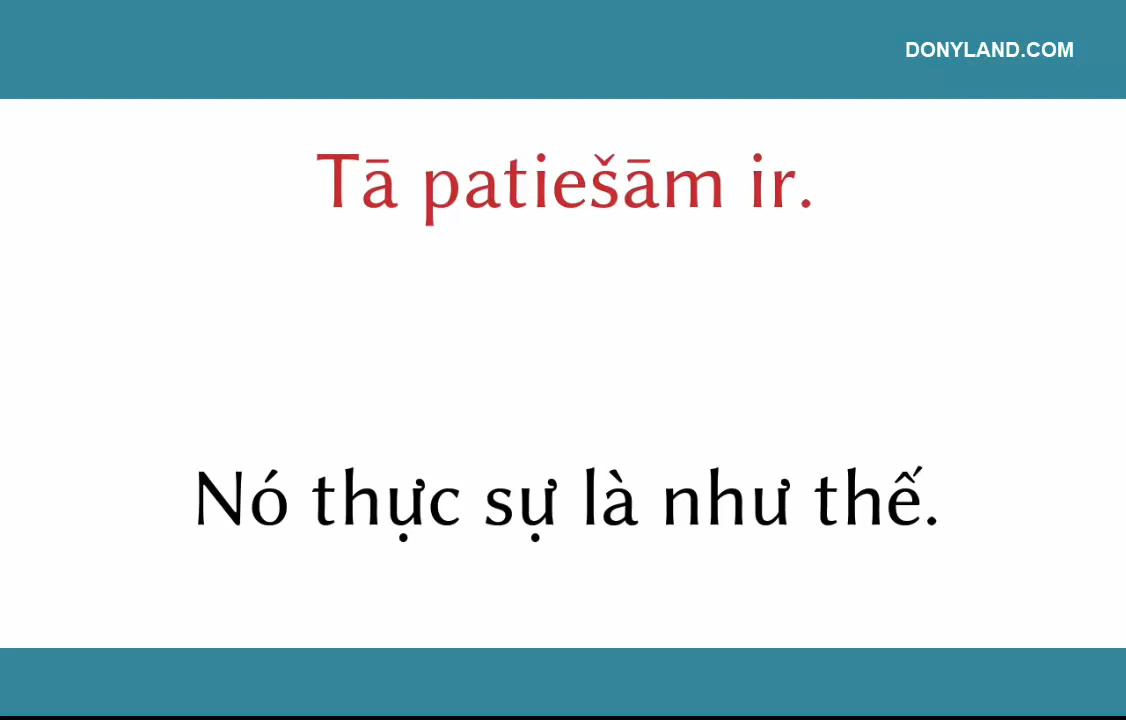 DONYLAND.COM
Tā patiešām ir.
Nó thực sự là như thế.